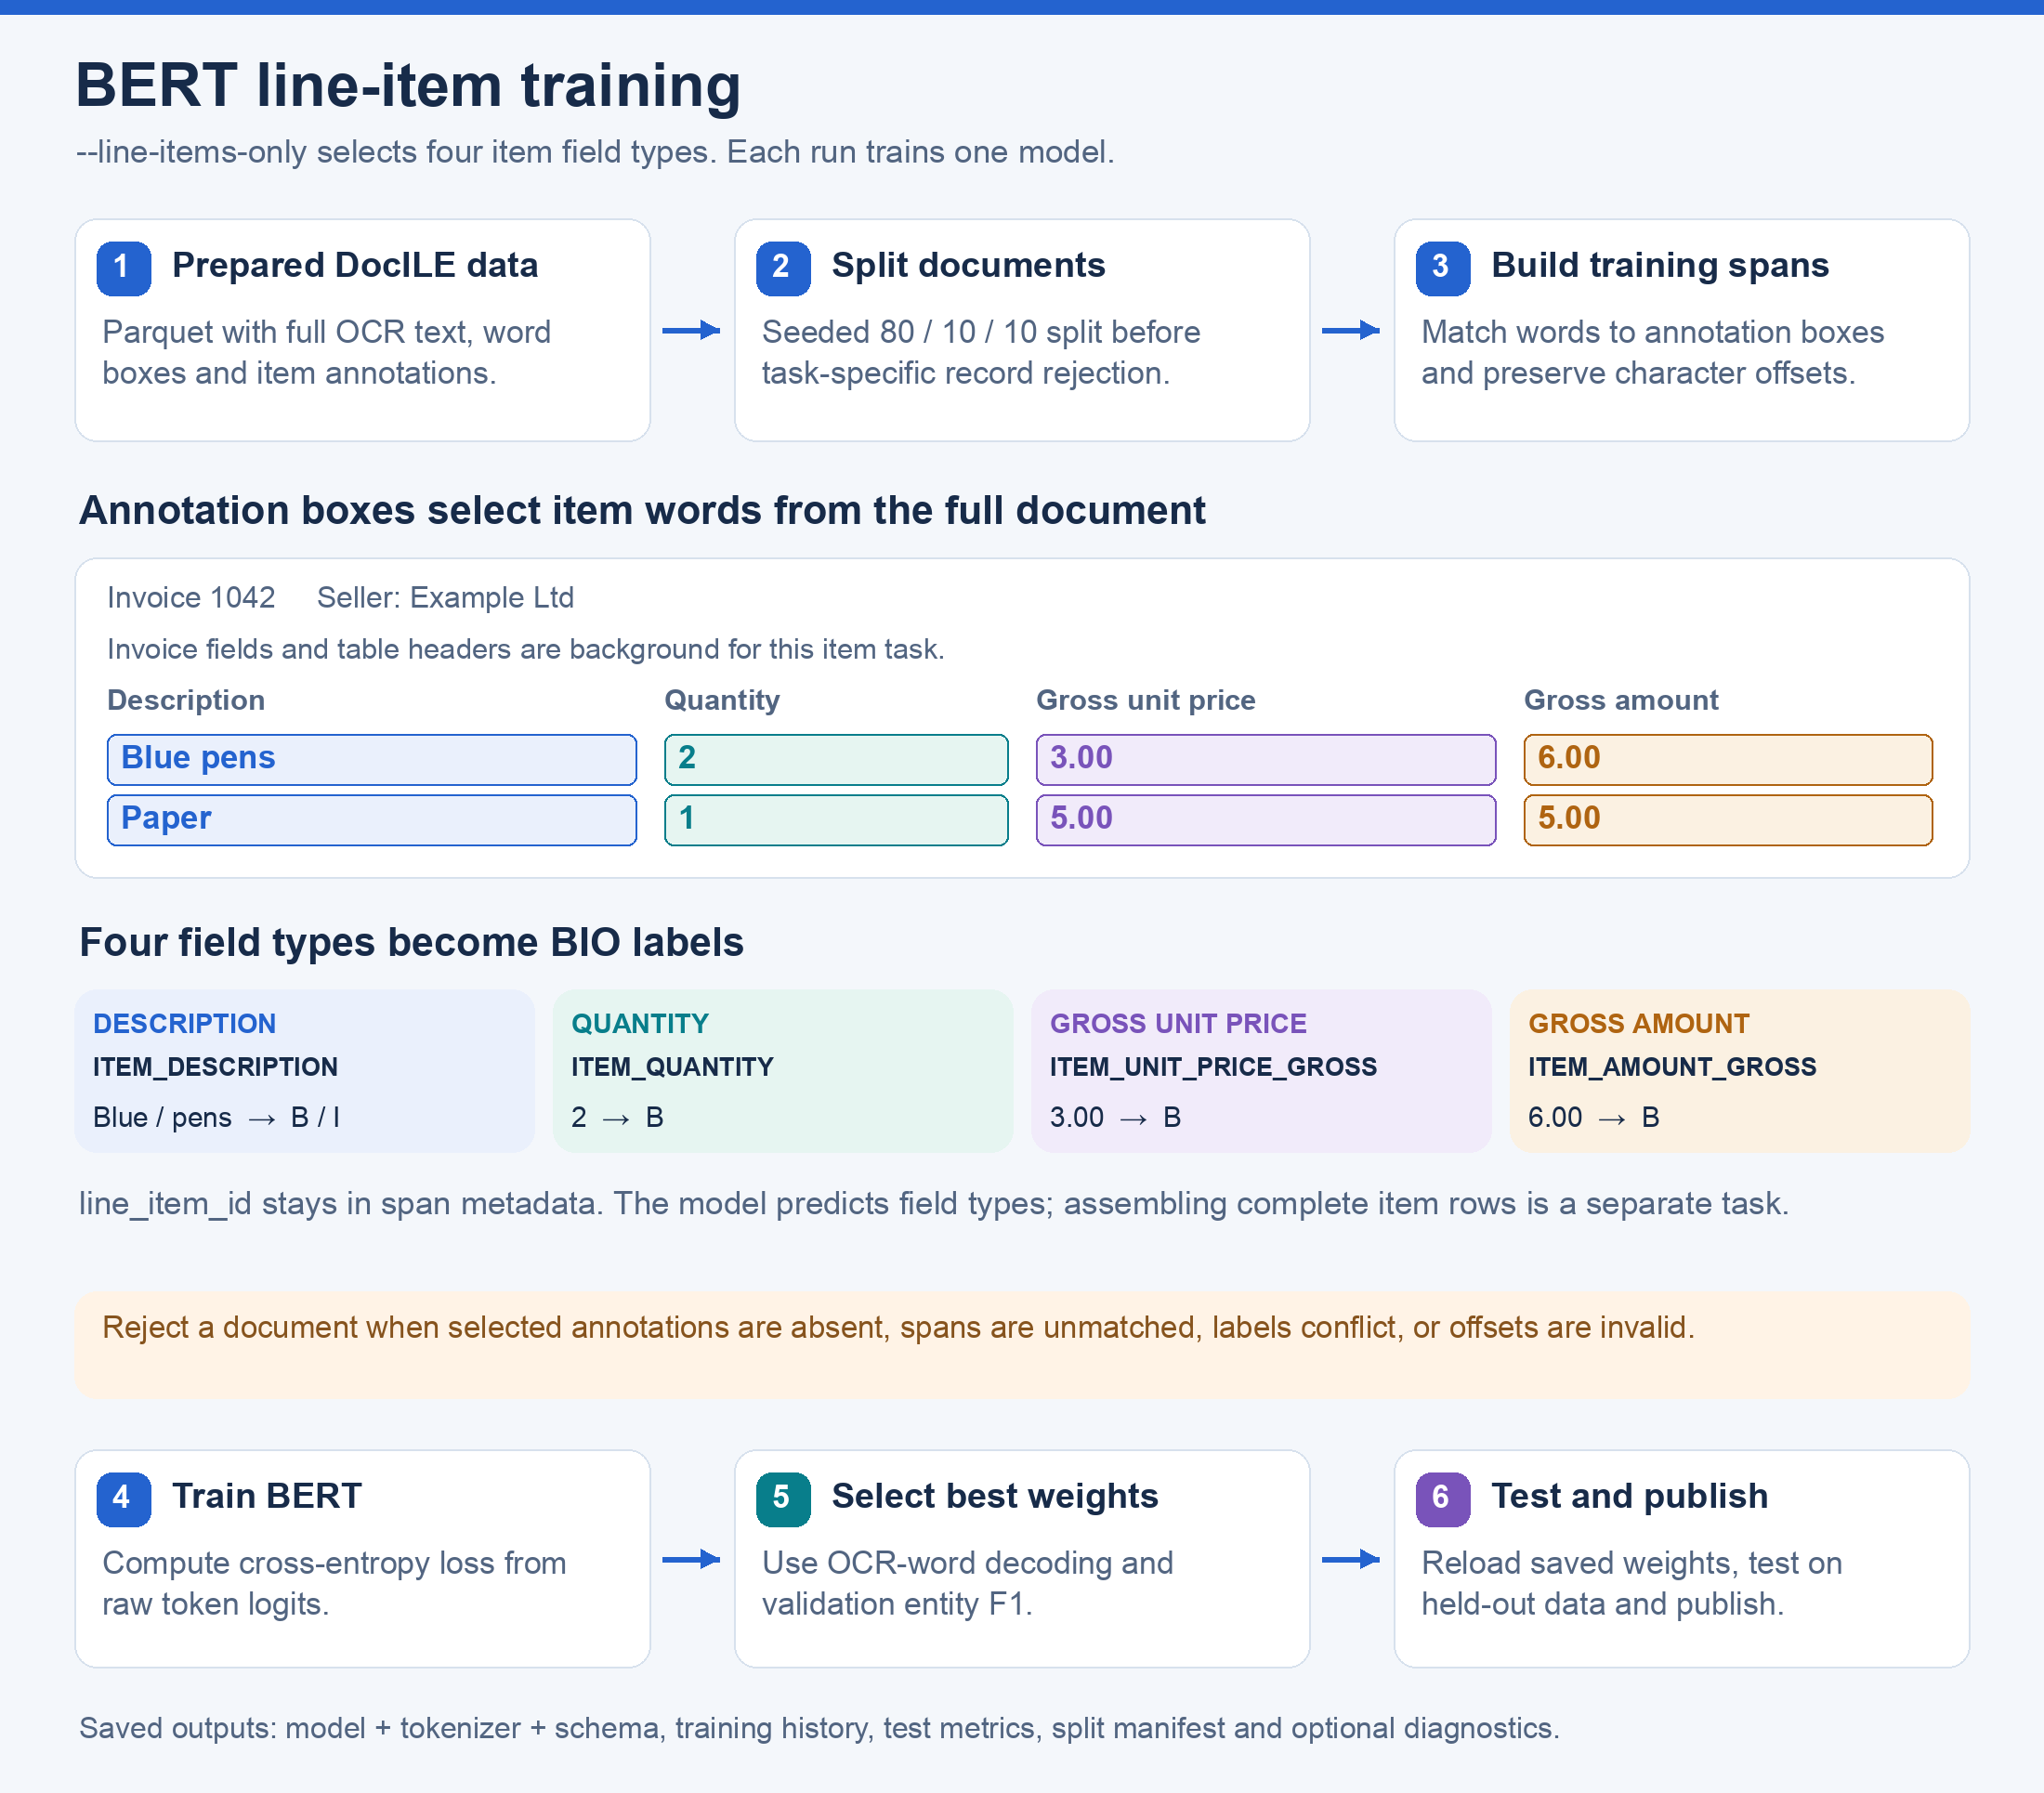 BERT line-item training
--line-items-only selects four item field types. Each run trains one model.
1 Prepared DocILE data
Parquet with full OCR text, word
boxes and item annotations.
2 Split documents
Seeded 80 / 10 / 10 split before
task-specific record rejection.
3 Build training spans
Match words to annotation boxes
and preserve character offsets.
Annotation boxes select item words from the full document
Invoice 1042 Seller: Example Ltd
Invoice fields and table headers are background for this item task.
Description Quantity Gross unit price Gross amount
Blue pens 2 3.00 6.00
Paper 1 5.00 5.00
Four field types become BIO labels
DESCRIPTION
ITEM_DESCRIPTION
Blue / pens → B / I
QUANTITY
ITEM_QUANTITY
2 → B
GROSS UNIT PRICE
ITEM_UNIT_PRICE_GROSS
3.00 → B
GROSS AMOUNT
ITEM_AMOUNT_GROSS
6.00 → B
line_item_id stays in span metadata. The model predicts field types; assembling complete item rows is a separate task.
Reject a document when selected annotations are absent, spans are unmatched, labels conflict, or offsets are invalid.
4 Train BERT
Compute cross-entropy loss from
raw token logits.
5 Select best weights
Use OCR-word decoding and
validation entity F1.
6 Test and publish
Reload saved weights, test on
held-out data and publish.
Saved outputs: model + tokenizer + schema, training history, test metrics, split manifest and optional diagnostics.